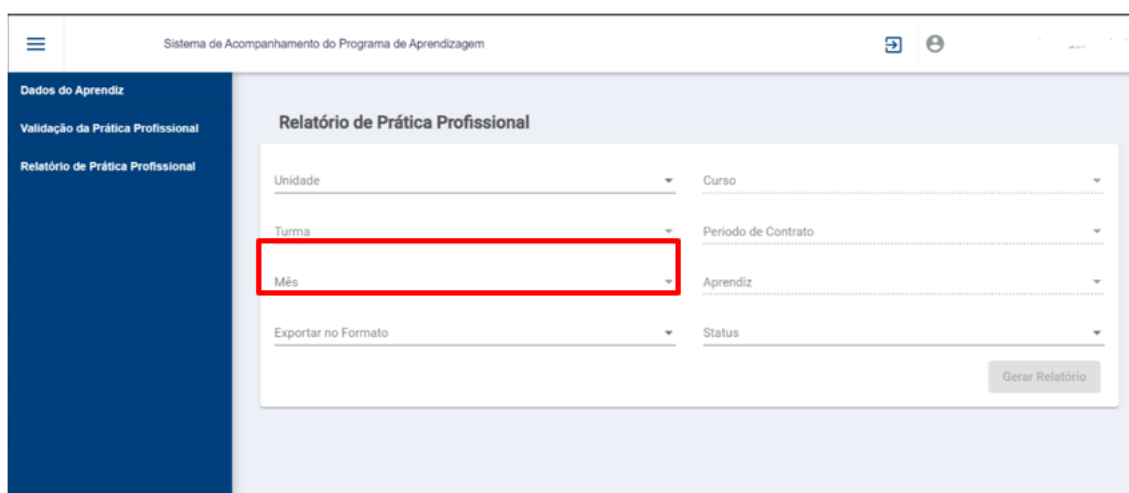 Sistema de Acompanhamento do Programa de Aprendizagem
Dados do Aprendiz
Validação da Prática Profissional
Relatório de Prática Profissional
Relatório de Prática Profissional
Unidade
Curso
Turma
Periodo de Contrato
Mês
Aprendiz
Exportar no Formato
Status
Gerar Relatório